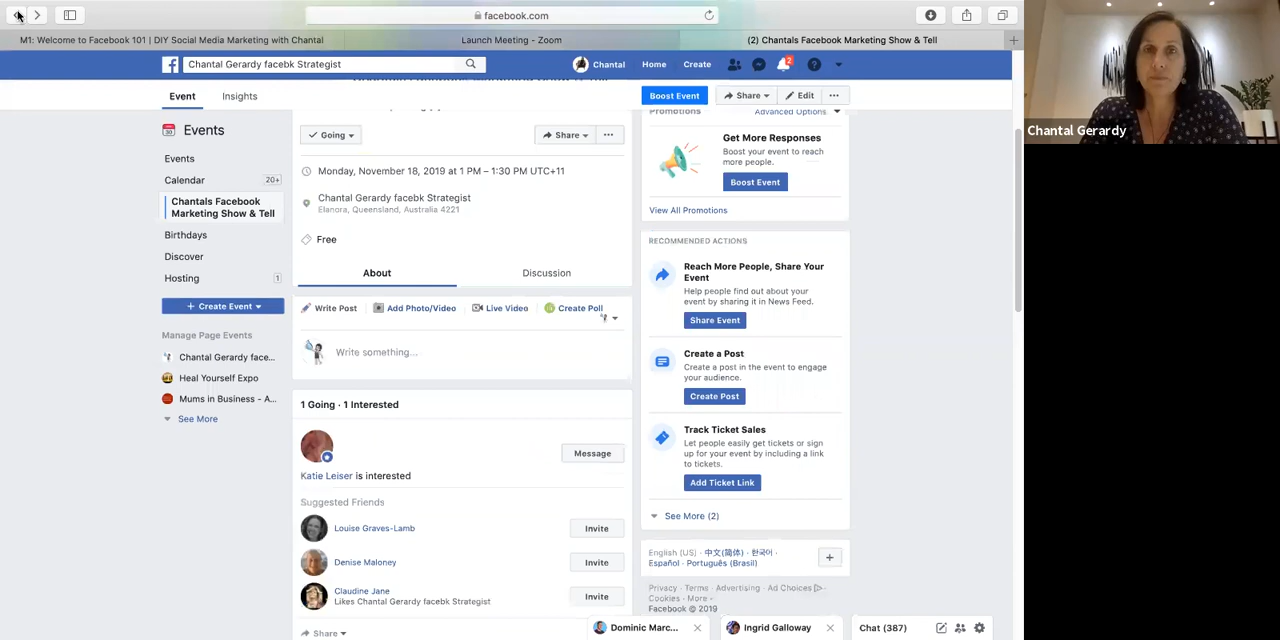 facebook.com
M1: Welcome to Facebook 101 | DIY Social Media Marketing with Chantal
Launch Meeting - Zoom
(2) Chantals Facebook Marketing Show & Tell
Chantal Gerardy facebk Strategist
Chantal
Home
Create
2
Event
Insights
Boost Event
Share
Edit
Events
Events
Calendar
20+
Chantals Facebook
Marketing Show & Tell
Birthdays
Discover
Hosting
1
+ Create Event
Manage Page Events
Chantal Gerardy face...
Heal Yourself Expo
Mums in Business - A...
See More
Going
Share
Monday, November 18, 2019 at 1 PM – 1:30 PM UTC+11
Chantal Gerardy facebk Strategist
Elanora, Queensland, Australia 4221
Free
About
Discussion
Write Post
Add Photo/Video
Live Video
Create Poll
Write something...
1 Going · 1 Interested
Message
Katie Leiser is interested
Suggested Friends
Louise Graves-Lamb
Invite
Denise Maloney
Invite
Claudine Jane
Likes Chantal Gerardy facebk Strategist
Invite
Share
Promotions
Advanced Options
Get More Responses
Boost your event to reach
more people.
Boost Event
View All Promotions
RECOMMENDED ACTIONS
Reach More People, Share Your
Event
Help people find out about your
event by sharing it in News Feed.
Share Event
Create a Post
Create a post in the event to engage
your audience.
Create Post
Track Ticket Sales
Let people easily get tickets or sign
up for your event by including a link
to tickets.
Add Ticket Link
See More (2)
English (US) · 中文(简体) · 한국어 ·
Español · Português (Brasil)
Privacy · Terms · Advertising · Ad Choices ·
Cookies · More
Facebook © 2019
Dominic Marc...
Ingrid Galloway
Chat (387)
Chantal Gerardy